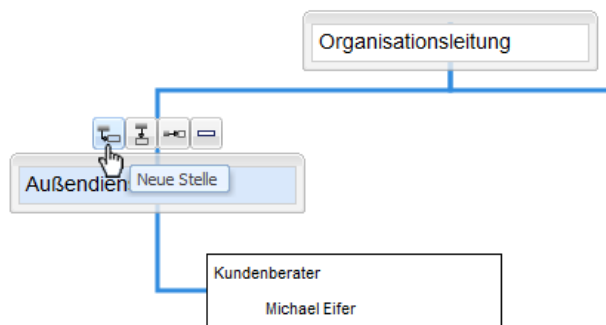 Organisationsleitung
Außendien
Neue Stelle
Kundenberater
Michael Eifer